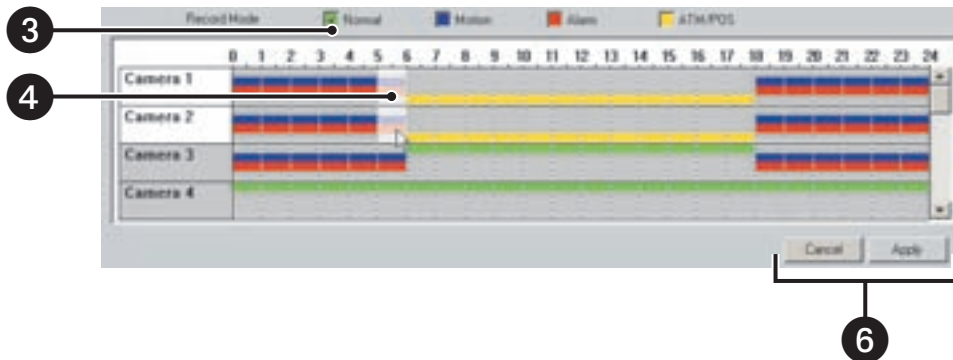 Record Mode Normal Motion Alarm ATM/POS
3
0 1 2 3 4 5 6 7 8 9 10 11 12 13 14 15 16 17 18 19 20 21 22 23 24
Camera 1
4
Camera 2
Camera 3
Camera 4
Cancel Apply
6